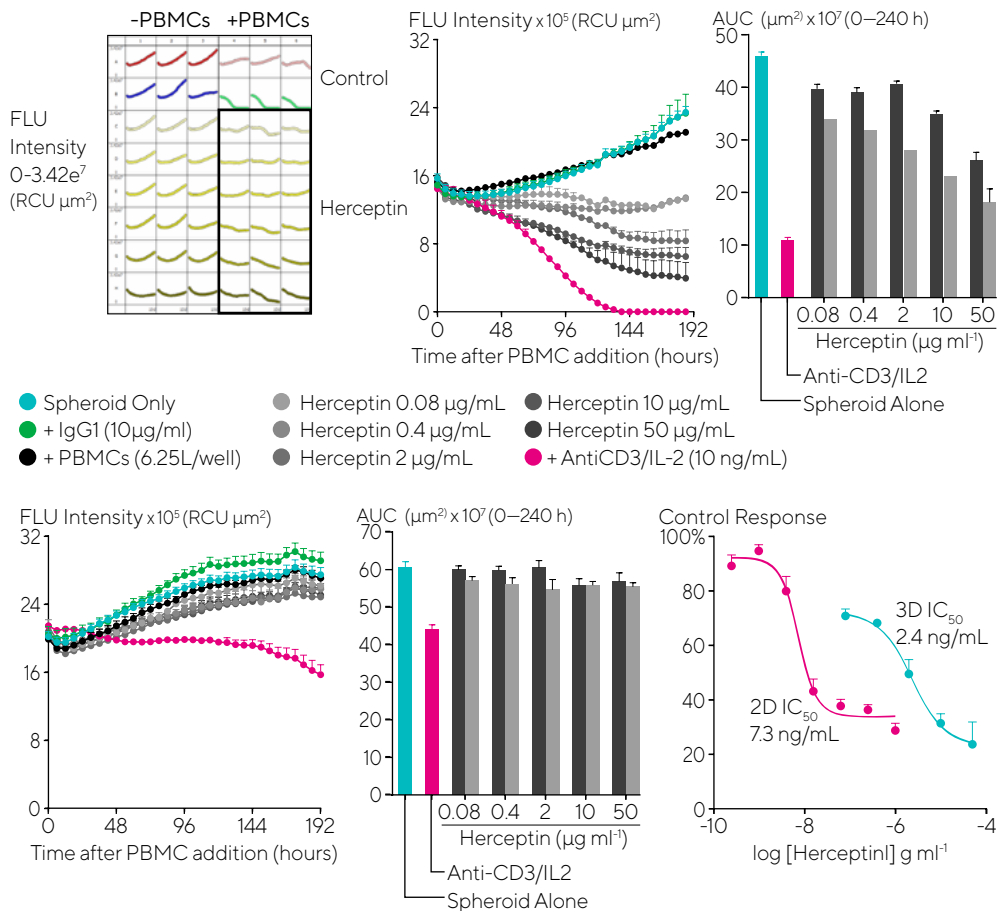 -PBMCs +PBMCs
FLU
Intensity
0-3.42e⁷
(RCU µm²)
Control
Herceptin
FLU Intensity x10⁵ (RCU µm²)
32
24
16
8
0
0 48 96 144 192
Time after PBMC addition (hours)
AUC (µm²) x10⁷ (0—240 h)
50
40
30
20
10
0
0.08 0.4 2 10 50
Herceptin (µg ml⁻¹)
Anti-CD3/IL2
Spheroid Alone
Spheroid Only
+ IgG1 (10µg/ml)
+ PBMCs (6.25L/well)
Herceptin 0.08 µg/mL
Herceptin 0.4 µg/mL
Herceptin 2 µg/mL
Herceptin 10 µg/mL
Herceptin 50 µg/mL
+ AntiCD3/IL-2 (10 ng/mL)
FLU Intensity x10⁵ (RCU µm²)
32
24
16
8
0
0 48 96 144 192
Time after PBMC addition (hours)
AUC (µm²) x10⁷ (0—240 h)
70
60
50
40
30
20
10
0
0.08 0.4 2 10 50
Herceptin (µg ml⁻¹)
Anti-CD3/IL2
Spheroid Alone
Control Response
100%
80
60
40
20
0
3D IC₅₀
2.4 ng/mL
2D IC₅₀
7.3 ng/mL
-10 -8 -6 -4
log [Herceptinl] g ml⁻¹